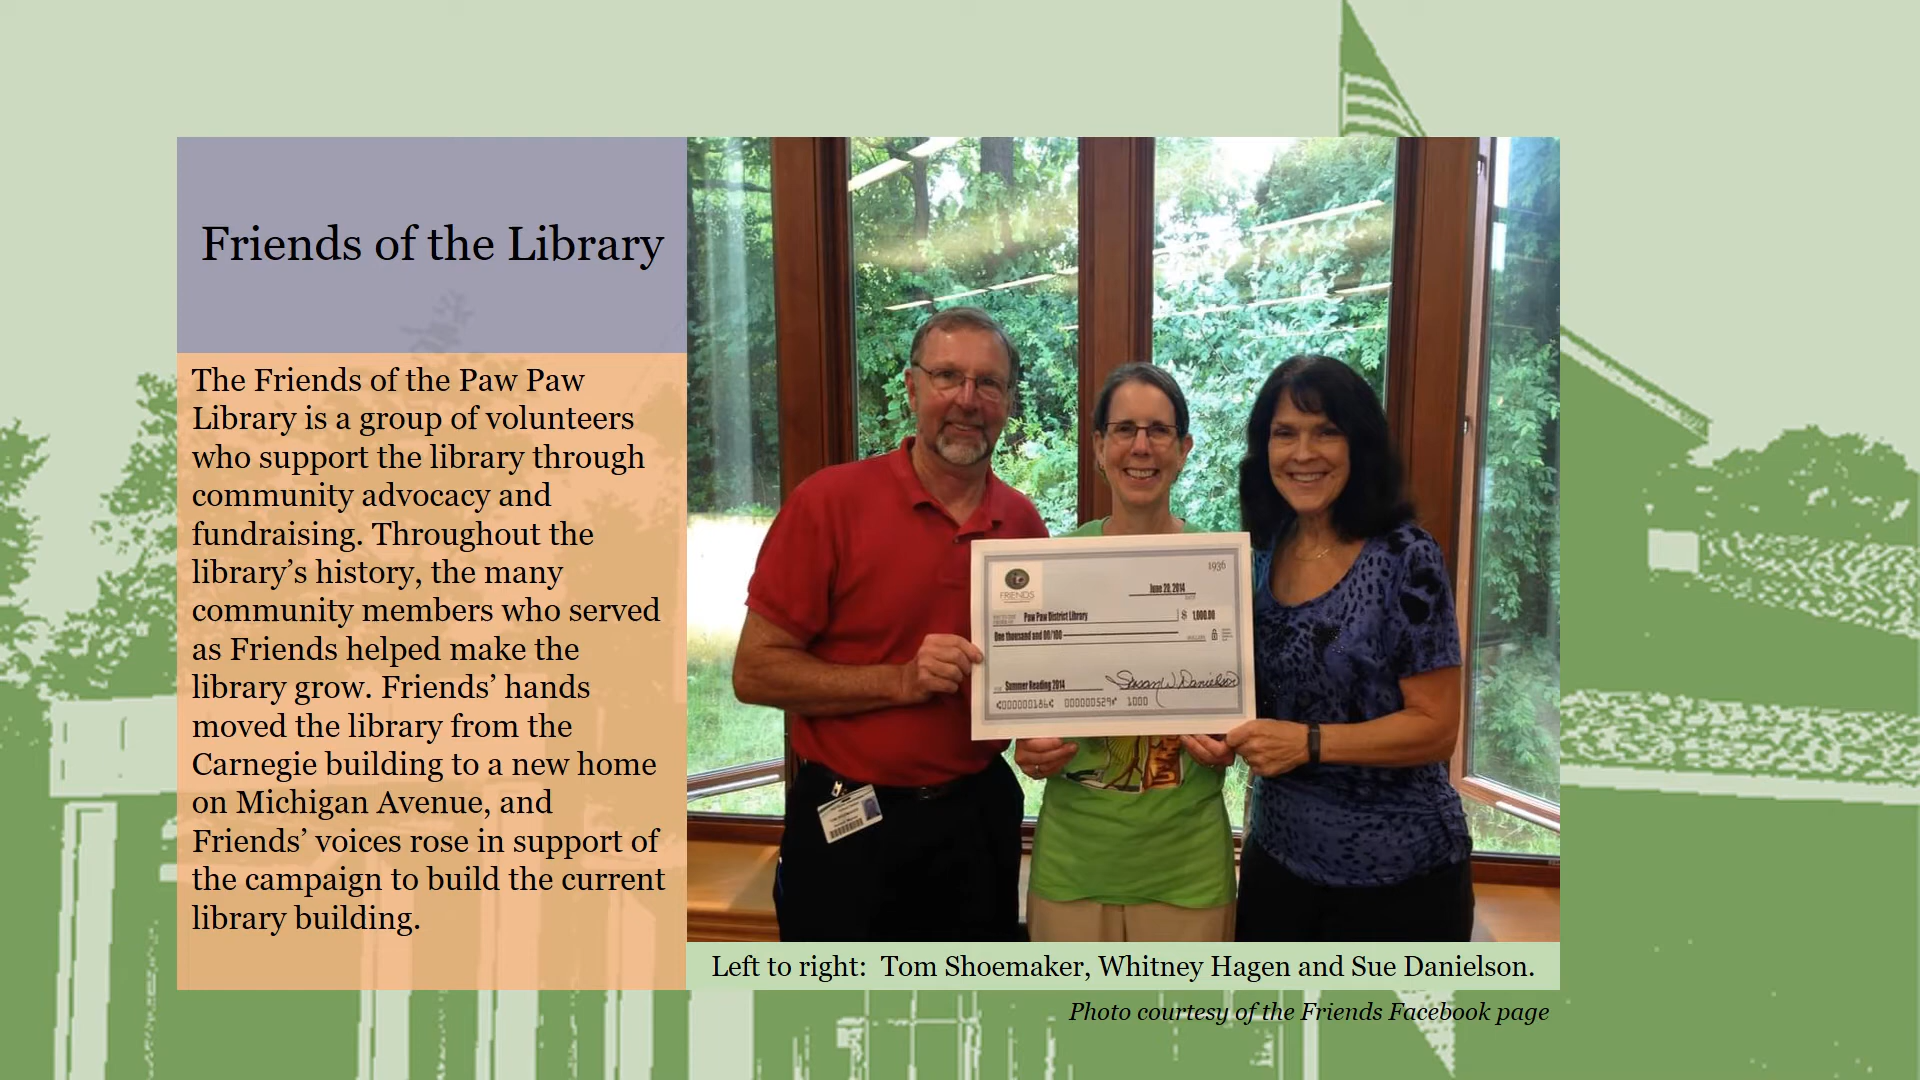 Friends of the Library
The Friends of the Paw Paw
Library is a group of volunteers
who support the library through
community advocacy and
fundraising. Throughout the
library’s history, the many
community members who served
as Friends helped make the
library grow. Friends’ hands
moved the library from the
Carnegie building to a new home
on Michigan Avenue, and
Friends’ voices rose in support of
the campaign to build the current
library building.
1936
FRIENDS
June 20, 2014
Paw Paw District Library $ 1,000.00
One thousand and 00/100
Summer Reading 2014 Susan J. Danielson
Left to right: Tom Shoemaker, Whitney Hagen and Sue Danielson.
Photo courtesy of the Friends Facebook page